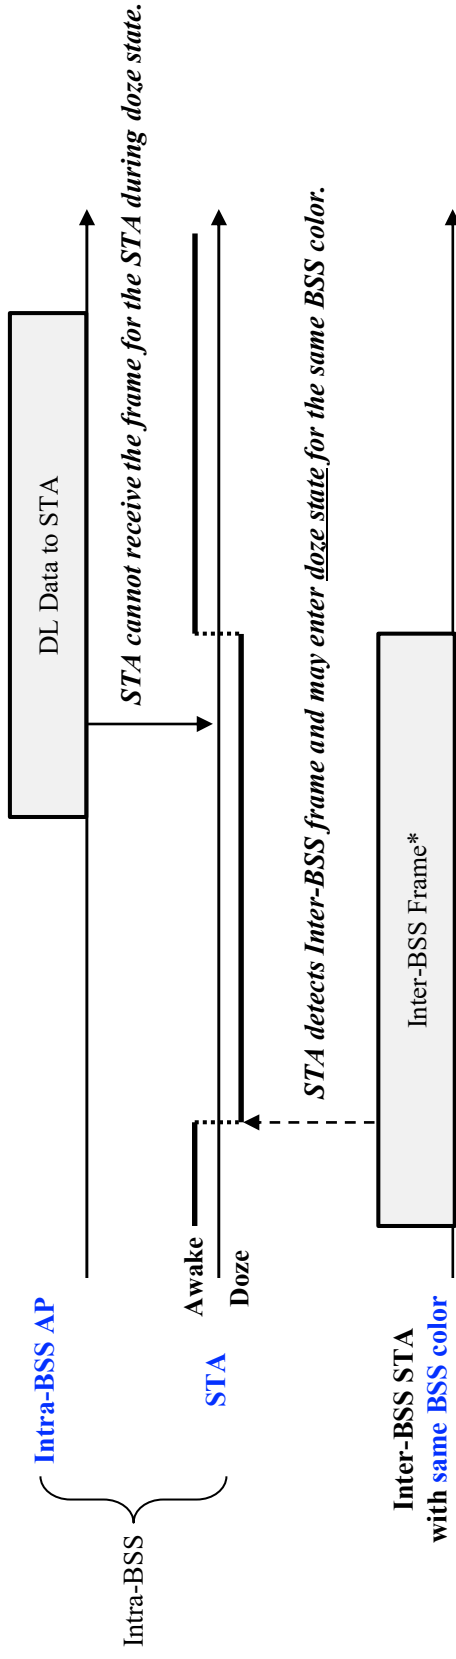 Intra-BSS
Intra-BSS AP
DL Data to STA
STA cannot receive the frame for the STA during doze state.
STA
Awake
Doze
STA detects Inter-BSS frame and may enter doze state for the same BSS color.
Inter-BSS STA
with same BSS color
Inter-BSS Frame*